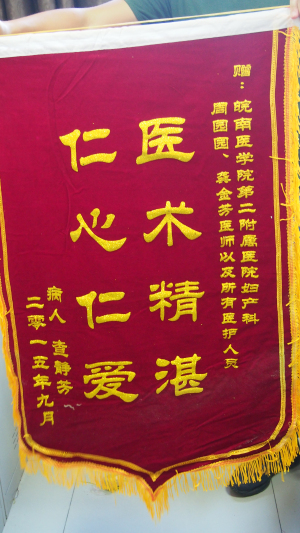 赠：皖南医学院第二附属医院妇产科
周园园、龚金芳医师以及所有医护人员
医术精湛
仁心仁爱
病人 查静芳
二零一五年九月